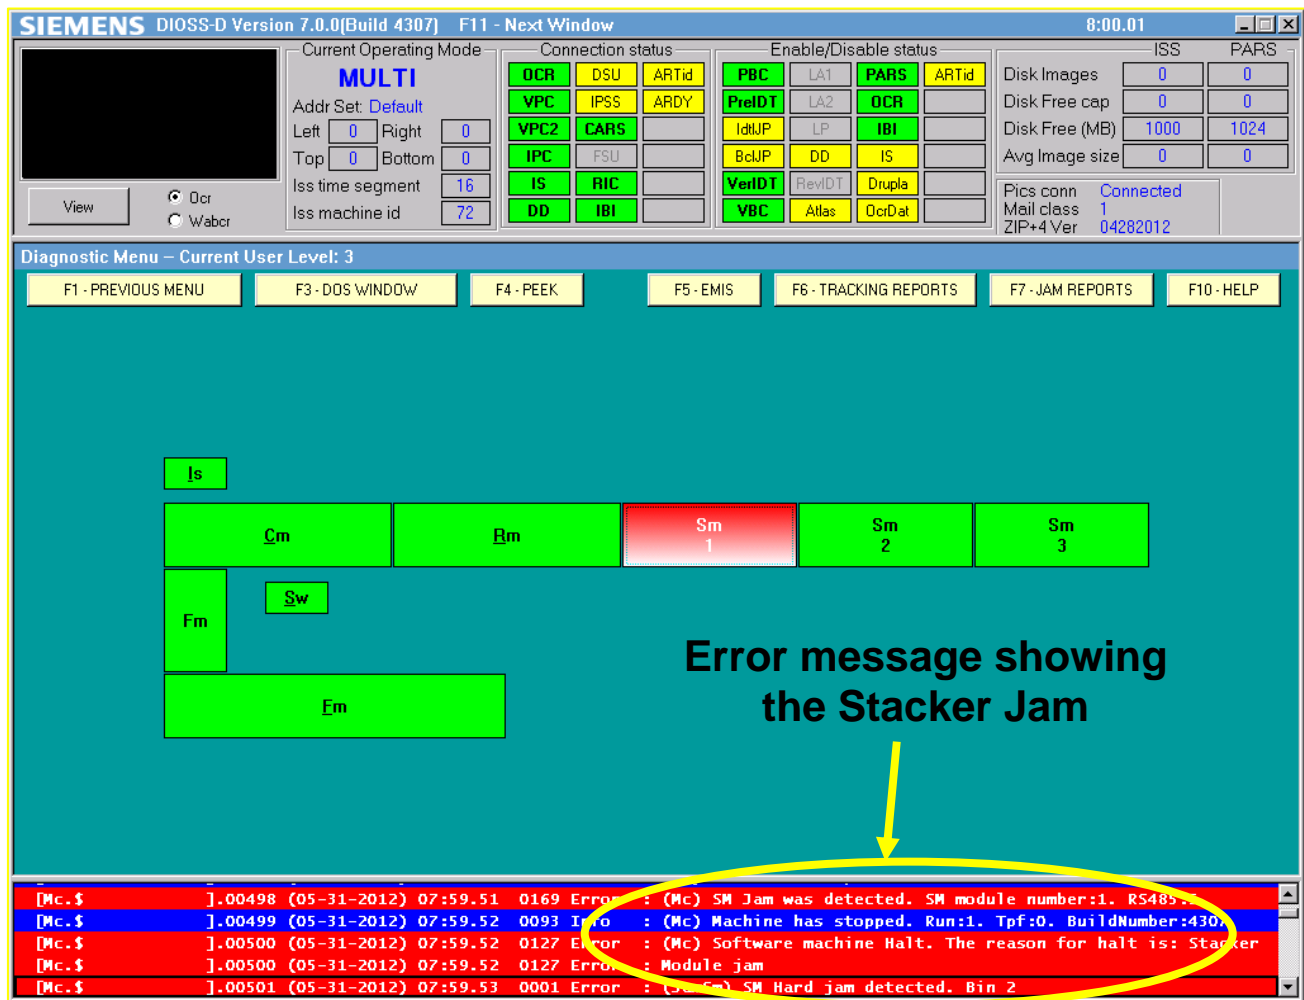 SIEMENS DIOSS-D Version 7.0.0(Build 4307) F11 - Next Window 8:00.01
Current Operating Mode
MULTI
Addr Set: Default
Left 0 Right 0
Top 0 Bottom 0
Iss time segment 16
Iss machine id 72
View
Ocr
Wabcr
Connection status
OCR DSU ARTid
VPC IPSS ARDY
VPC2 CARS
IPC FSU
IS RIC
DD IBI
Enable/Disable status
PBC LA1 PARS ARTid
PreIDT LA2 OCR
IdtIJP LP IBI
BclJP DD IS
VerIDT RevIDT Drupla
VBC Atlas OcrDat
ISS PARS
Disk Images 0 0
Disk Free cap 0 0
Disk Free (MB) 1000 1024
Avg Image size 0 0
Pics conn Connected
Mail class 1
ZIP+4 Ver 04282012
Diagnostic Menu – Current User Level: 3
F1 - PREVIOUS MENU F3 - DOS WINDOW F4 - PEEK F5 - EMIS F6 - TRACKING REPORTS F7 - JAM REPORTS F10 - HELP
Is
Cm Rm Sm 1 Sm 2 Sm 3
Sw
Fm
Fm
Error message showing
the Stacker Jam
[Mc.$ ].00498 (05-31-2012) 07:59.51 0169 Error : (Mc) SM Jam was detected. SM module number:1. RS485:5
[Mc.$ ].00499 (05-31-2012) 07:59.52 0093 Info : (Mc) Machine has stopped. Run:1. Tpf:0. BuildNumber:4307
[Mc.$ ].00500 (05-31-2012) 07:59.52 0127 Error : (Mc) Software machine Halt. The reason for halt is: Stacker
[Mc.$ ].00500 (05-31-2012) 07:59.52 0127 Error : Module jam
[Mc.$ ].00501 (05-31-2012) 07:59.53 0001 Error : SM Hard jam detected. Bin 2